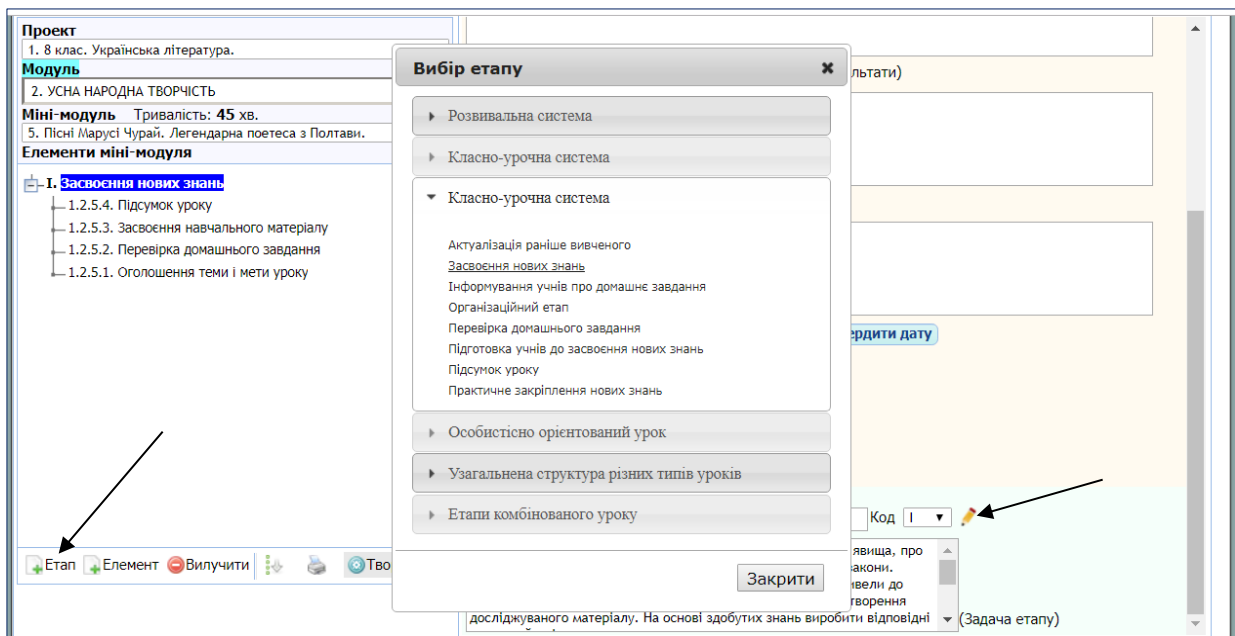 Проект
1. 8 клас. Українська література.
Модуль
2. УСНА НАРОДНА ТВОРЧІСТЬ
Міні-модуль Тривалість: 45 хв.
5. Пісні Марусі Чурай. Легендарна поетеса з Полтави.
Елементи міні-модуля
I. Засвоєння нових знань
1.2.5.4. Підсумок уроку
1.2.5.3. Засвоєння навчального матеріалу
1.2.5.2. Перевірка домашнього завдання
1.2.5.1. Оголошення теми і мети уроку
Етап Елемент Вилучити Тво
Вибір етапу
Розвивальна система
Класно-урочна система
Класно-урочна система
Актуалізація раніше вивченого
Засвоєння нових знань
Інформування учнів про домашнє завдання
Організаційний етап
Перевірка домашнього завдання
Підготовка учнів до засвоєння нових знань
Підсумок уроку
Практичне закріплення нових знань
Особистісно орієнтований урок
Узагальнена структура різних типів уроків
Етапи комбінованого уроку
Закрити
льтати)
ердити дату
Код I
явища, про
акони.
ивели до
творення
досліджуваного матеріалу. На основі здобутих знань виробити відповідні (Задача етапу)